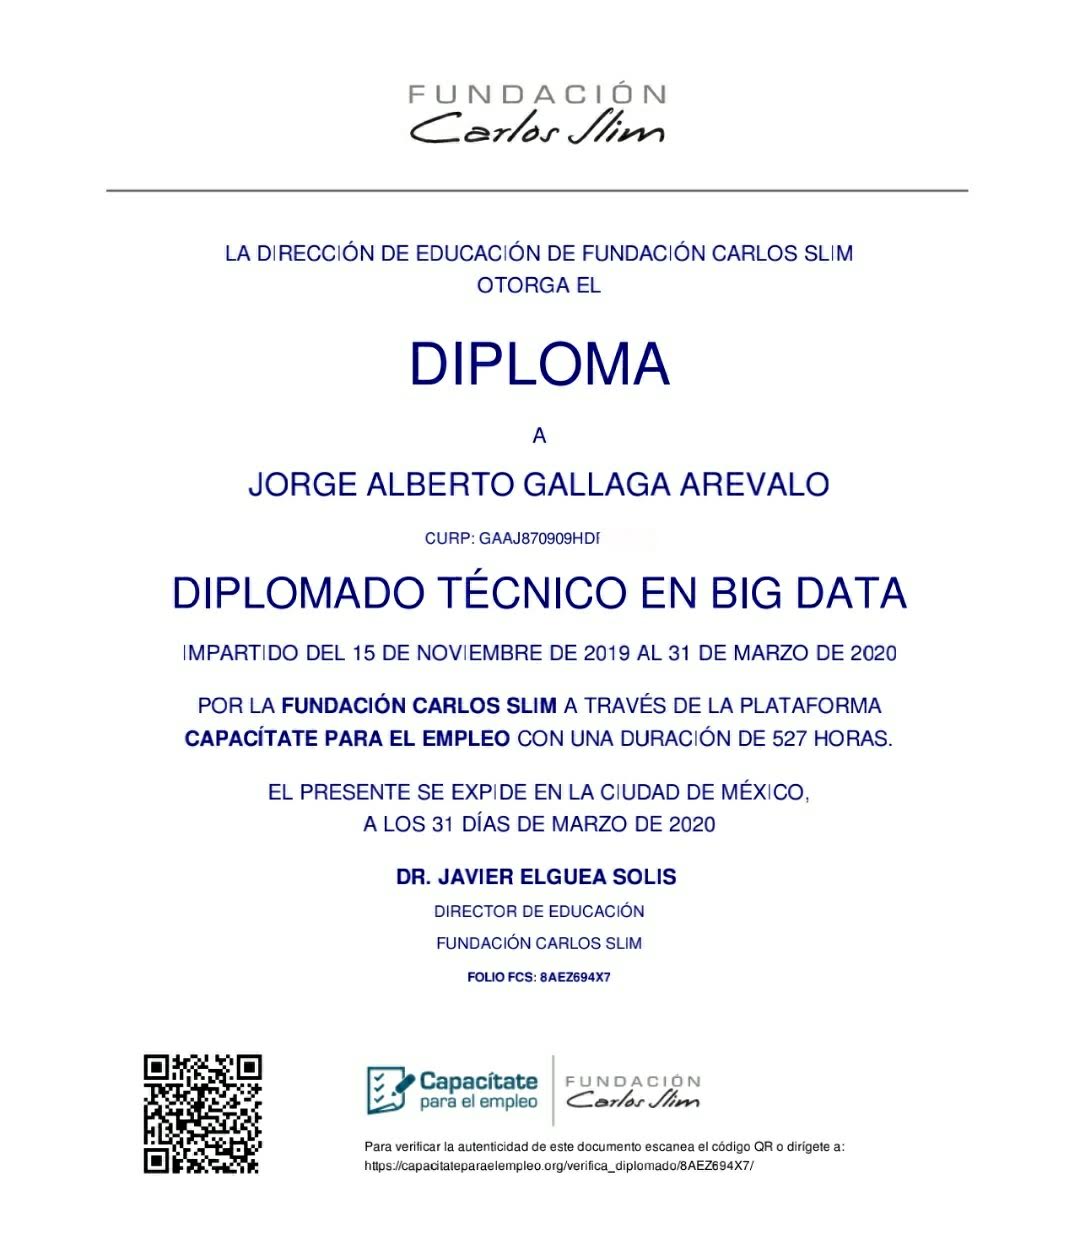 FUNDACIÓN
Carlos Slim
LA DIRECCIÓN DE EDUCACIÓN DE FUNDACIÓN CARLOS SLIM
OTORGA EL
DIPLOMA
A
JORGE ALBERTO GALLAGA AREVALO
CURP: GAAJ870909HDF
DIPLOMADO TÉCNICO EN BIG DATA
IMPARTIDO DEL 15 DE NOVIEMBRE DE 2019 AL 31 DE MARZO DE 2020
POR LA FUNDACIÓN CARLOS SLIM A TRAVÉS DE LA PLATAFORMA
CAPACÍTATE PARA EL EMPLEO CON UNA DURACIÓN DE 527 HORAS.
EL PRESENTE SE EXPIDE EN LA CIUDAD DE MÉXICO,
A LOS 31 DÍAS DE MARZO DE 2020
DR. JAVIER ELGUEA SOLIS
DIRECTOR DE EDUCACIÓN
FUNDACIÓN CARLOS SLIM
FOLIO FCS: 8AEZ694X7
Capacítate
para el empleo
FUNDACIÓN
Carlos Slim
Para verificar la autenticidad de este documento escanea el código QR o dirígete a:
https://capacitateparaelempleo.org/verifica_diplomado/8AEZ694X7/